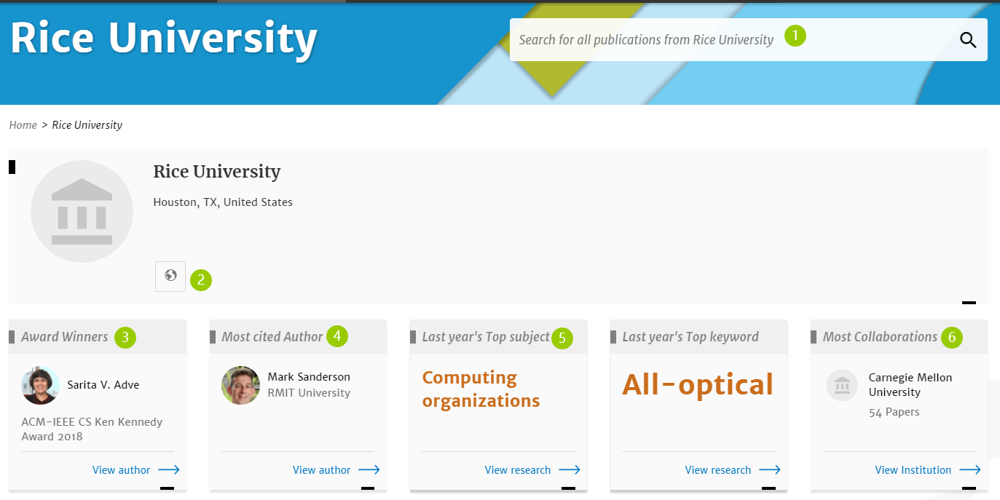 Rice University
Search for all publications from Rice University 1
Home > Rice University
Rice University
Houston, TX, United States
2
Award Winners 3
Sarita V. Adve
ACM-IEEE CS Ken Kennedy
Award 2018
View author
Most cited Author 4
Mark Sanderson
RMIT University
View author
Last year's Top subject 5
Computing
organizations
View research
Last year's Top keyword
All-optical
View research
Most Collaborations 6
Carnegie Mellon
University
54 Papers
View Institution